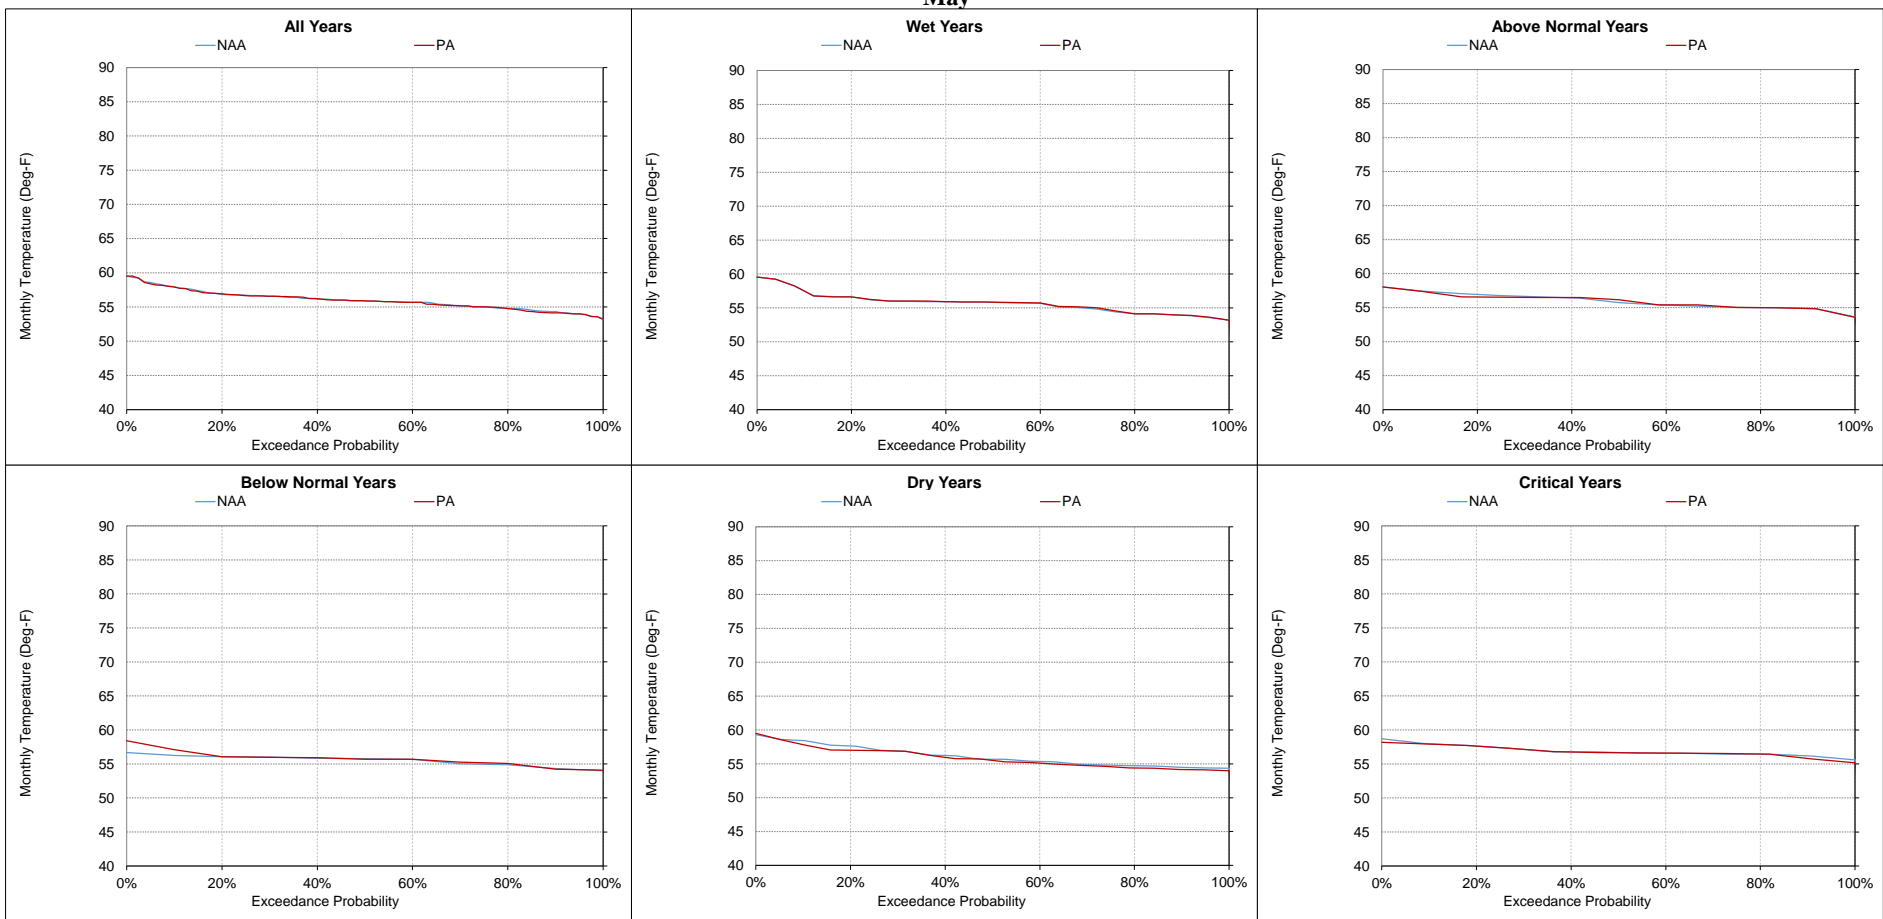 May
All Years
NAA PA
90
85
80
75
70
65
60
55
50
45
40
0% 20% 40% 60% 80% 100%
Monthly Temperature (Deg-F)
Exceedance Probability
Wet Years
NAA PA
90
85
80
75
70
65
60
55
50
45
40
0% 20% 40% 60% 80% 100%
Monthly Temperature (Deg-F)
Exceedance Probability
Above Normal Years
NAA PA
90
85
80
75
70
65
60
55
50
45
40
0% 20% 40% 60% 80% 100%
Monthly Temperature (Deg-F)
Exceedance Probability
Below Normal Years
NAA PA
90
85
80
75
70
65
60
55
50
45
40
0% 20% 40% 60% 80% 100%
Monthly Temperature (Deg-F)
Exceedance Probability
Dry Years
NAA PA
90
85
80
75
70
65
60
55
50
45
40
0% 20% 40% 60% 80% 100%
Monthly Temperature (Deg-F)
Exceedance Probability
Critical Years
NAA PA
90
85
80
75
70
65
60
55
50
45
40
0% 20% 40% 60% 80% 100%
Monthly Temperature (Deg-F)
Exceedance Probability